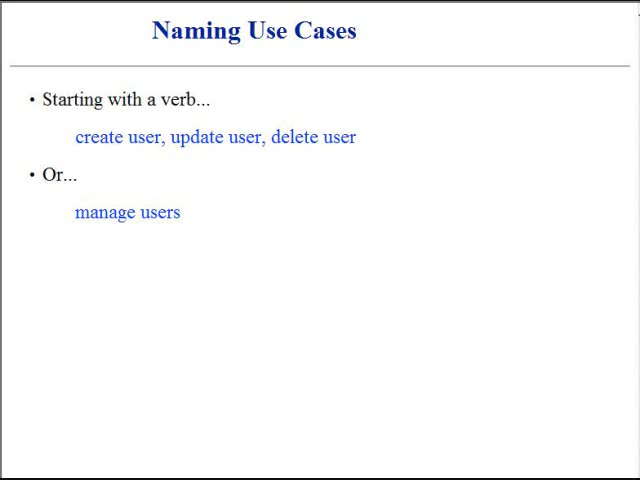 Naming Use Cases
• Starting with a verb...
create user, update user, delete user
• Or...
manage users